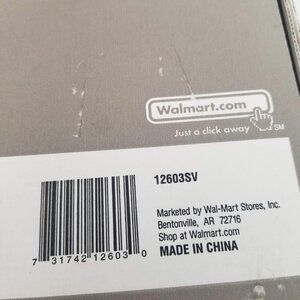 Walmart.com
Just a click away SM
12603SV
Marketed by Wal-Mart Stores, Inc.
Bentonville, AR 72716
Shop at Walmart.com
MADE IN CHINA
7 31742 12603 0